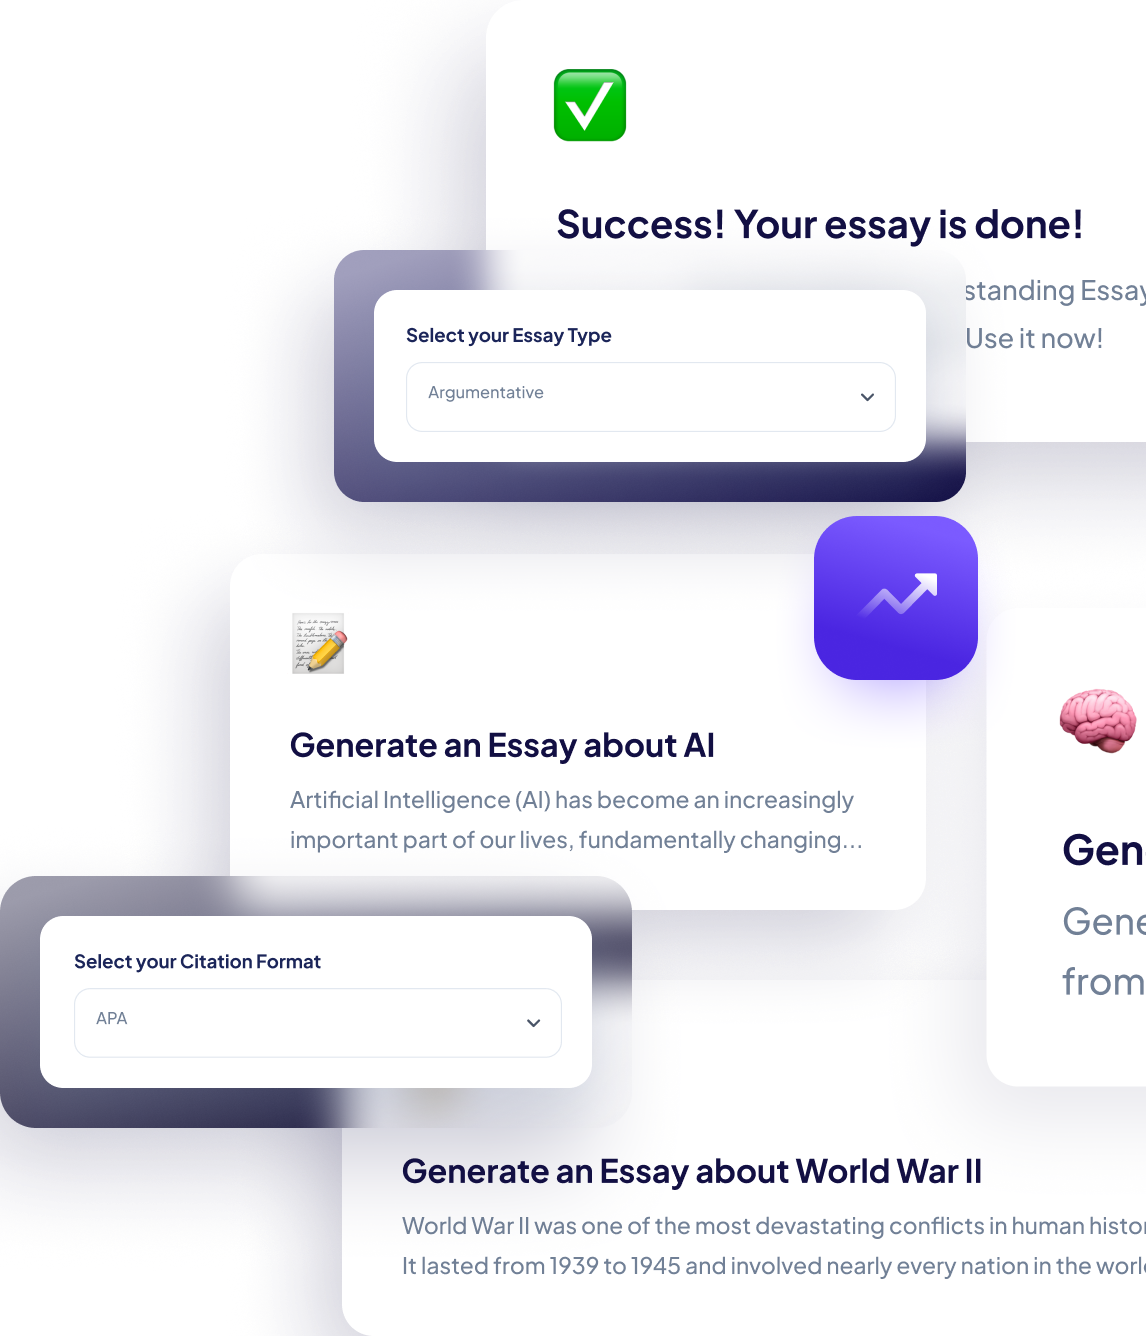 Success! Your essay is done!
standing Essay
Use it now!
Select your Essay Type
Argumentative
Generate an Essay about AI
Artificial Intelligence (AI) has become an increasingly
important part of our lives, fundamentally changing...
Gen
Gene
from
Select your Citation Format
APA
Generate an Essay about World War II
World War II was one of the most devastating conflicts in human histor
It lasted from 1939 to 1945 and involved nearly every nation in the worl